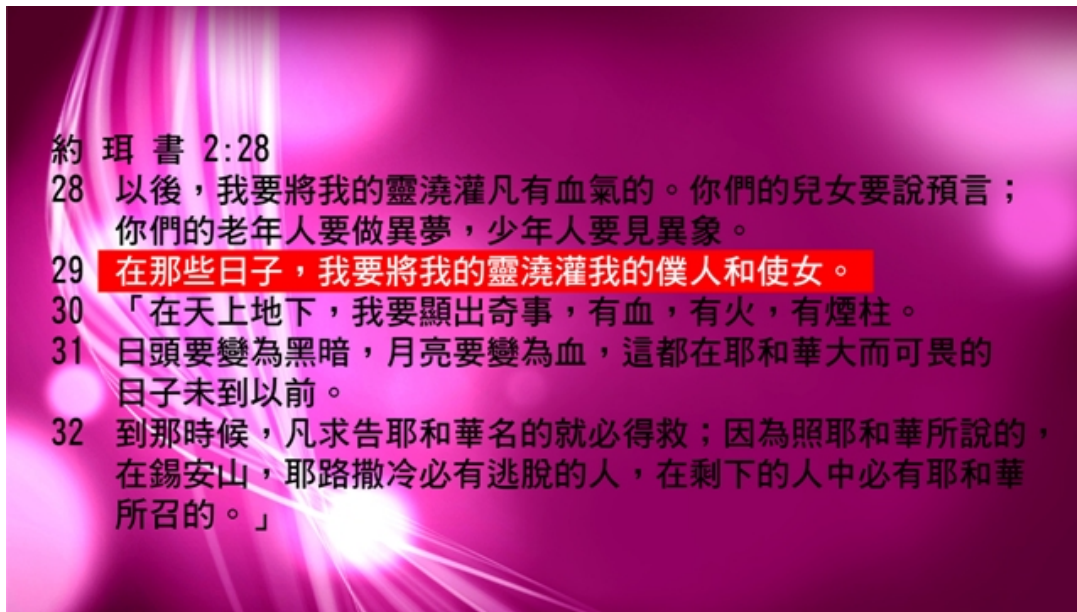 約 珥 書 2:28
28 以後，我要將我的靈澆灌凡有血氣的。你們的兒女要說預言；
你們的老年人要做異夢，少年人要見異象。
29 在那些日子，我要將我的靈澆灌我的僕人和使女。
30 「在天上地下，我要顯出奇事，有血，有火，有煙柱。
31 日頭要變為黑暗，月亮要變為血，這都在耶和華大而可畏的
日子未到以前。
32 到那時候，凡求告耶和華名的就必得救；因為照耶和華所說的，
在錫安山，耶路撒冷必有逃脫的人，在剩下的人中必有耶和華
所召的。」